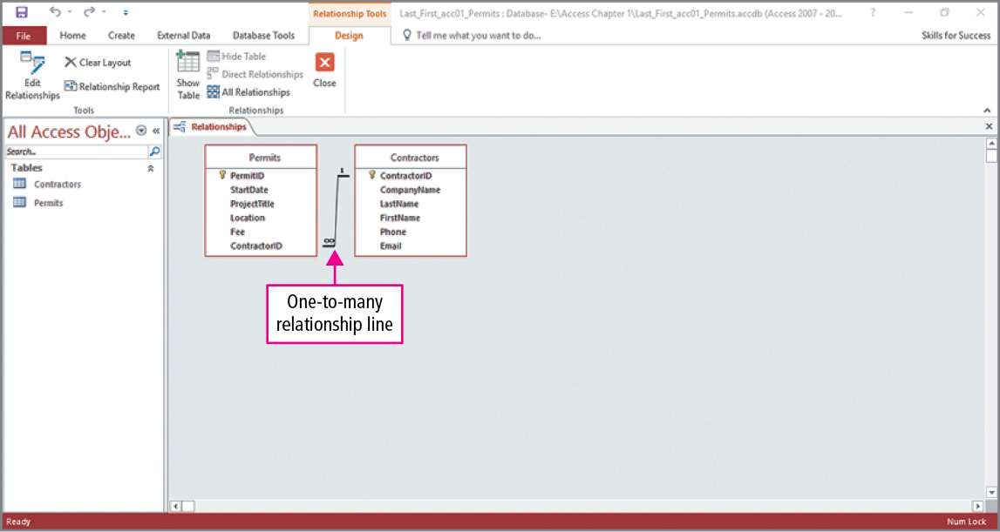 Relationship Tools
Last_First_acc01_Permits : Database- E:\Access Chapter 1\Last_First_acc01_Permits.accdb (Access 2007 - 20...
?
File Home Create External Data Database Tools Design Tell me what you want to do... Skills for Success
Edit Relationships
Clear Layout
Relationship Report
Tools
Show Table
Hide Table
Direct Relationships
All Relationships
Relationships
Close
All Access Obje... «
Search...
Tables
Contractors
Permits
Relationships
Permits
PermitID
StartDate
ProjectTitle
Location
Fee
ContractorID
1
∞
Contractors
ContractorID
CompanyName
LastName
FirstName
Phone
Email
One-to-many
relationship line
Ready
Num Lock